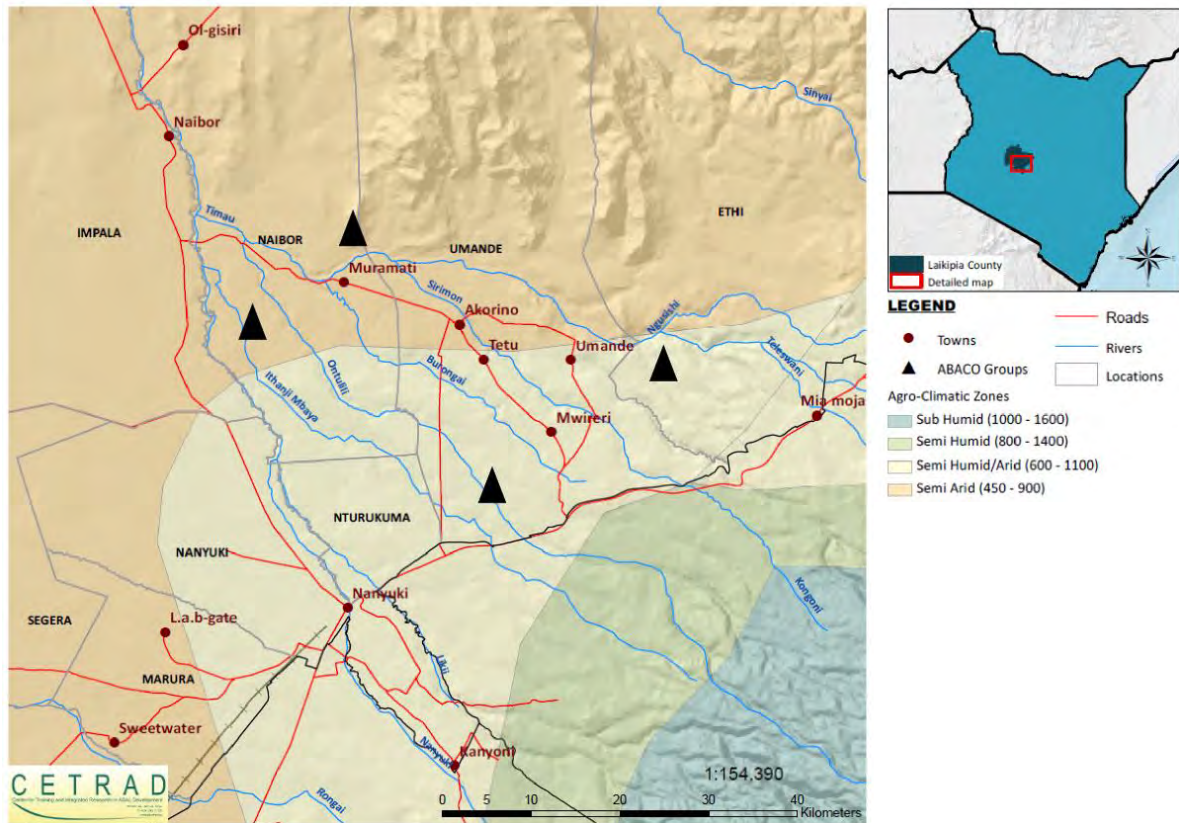 Ol-gisiri
Sinyai
Naibor
IMPALA
Timau
NAIBOR
UMANDE
ETHI
Muramati
Sirimon
Akorino
Ngusishi
Tetu
Umande
Teleswani
Ontulili
Burongai
Ithanji Mbaya
Mia moja
Mwireri
NTURUKUMA
NANYUKI
Nanyuki
Kongoni
L.a.b-gate
SEGERA
Likii
MARURA
Sweetwater
Nanyuki
Kanyoni
Rongai
CETRAD
1:154,390
0 5 10 20 30 40
Kilometers
Laikipia County
Detailed map
LEGEND
Towns
ABACO Groups
Roads
Rivers
Locations
Agro-Climatic Zones
Sub Humid (1000 - 1600)
Semi Humid (800 - 1400)
Semi Humid/Arid (600 - 1100)
Semi Arid (450 - 900)